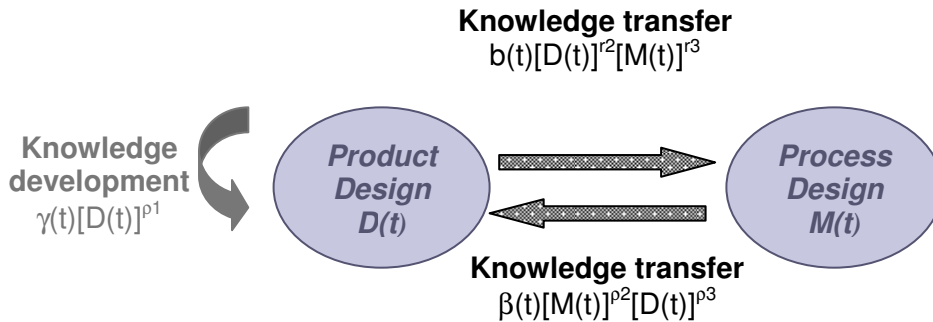 Knowledge transfer
b(t)[D(t)]^r2[M(t)]^r3
Knowledge
development
γ(t)[D(t)]^ρ1
Product
Design
D(t)
Process
Design
M(t)
Knowledge transfer
β(t)[M(t)]^ρ2[D(t)]^ρ3